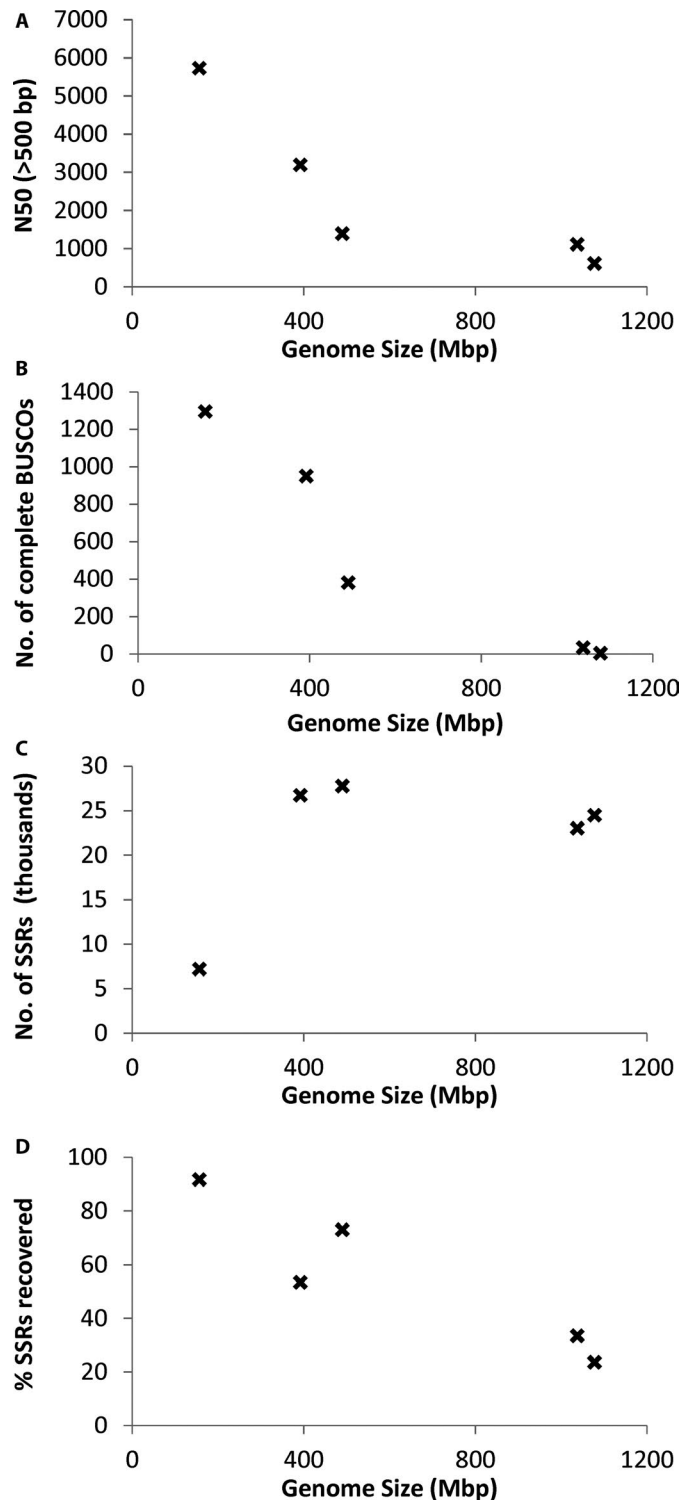 A
N50 (>500 bp)
7000
6000
5000
4000
3000
2000
1000
0
0 400 800 1200
Genome Size (Mbp)
B
No. of complete BUSCOs
1400
1200
1000
800
600
400
200
0
0 400 800 1200
Genome Size (Mbp)
C
No. of SSRs (thousands)
30
25
20
15
10
5
0
0 400 800 1200
Genome Size (Mbp)
D
% SSRs recovered
100
80
60
40
20
0
0 400 800 1200
Genome Size (Mbp)